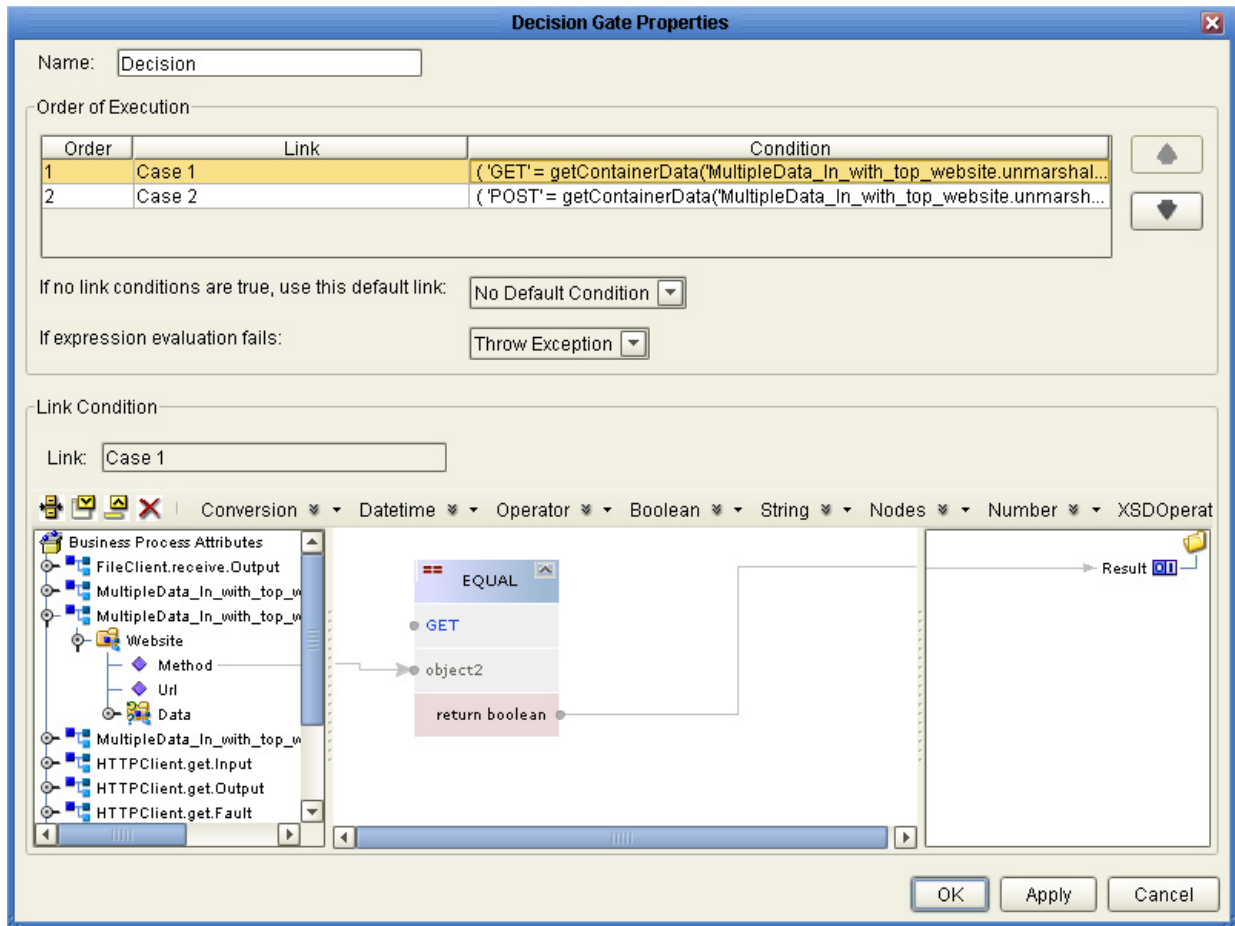 Decision Gate Properties
Name: Decision
Order of Execution
Order Link Condition
1 Case 1 ( 'GET'= getContainerData('MultipleData_In_with_top_website.unmarshal...
2 Case 2 ( 'POST'= getContainerData('MultipleData_In_with_top_website.unmarsh...
If no link conditions are true, use this default link: No Default Condition
If expression evaluation fails: Throw Exception
Link Condition
Link: Case 1
Conversion Datetime Operator Boolean String Nodes Number XSDOperat
Business Process Attributes
FileClient.receive.Output
MultipleData_In_with_top_w
MultipleData_In_with_top_w
Website
Method
Url
Data
MultipleData_In_with_top_w
HTTPClient.get.Input
HTTPClient.get.Output
HTTPClient.get.Fault
== EQUAL
GET
object2
return boolean
Result
OK Apply Cancel